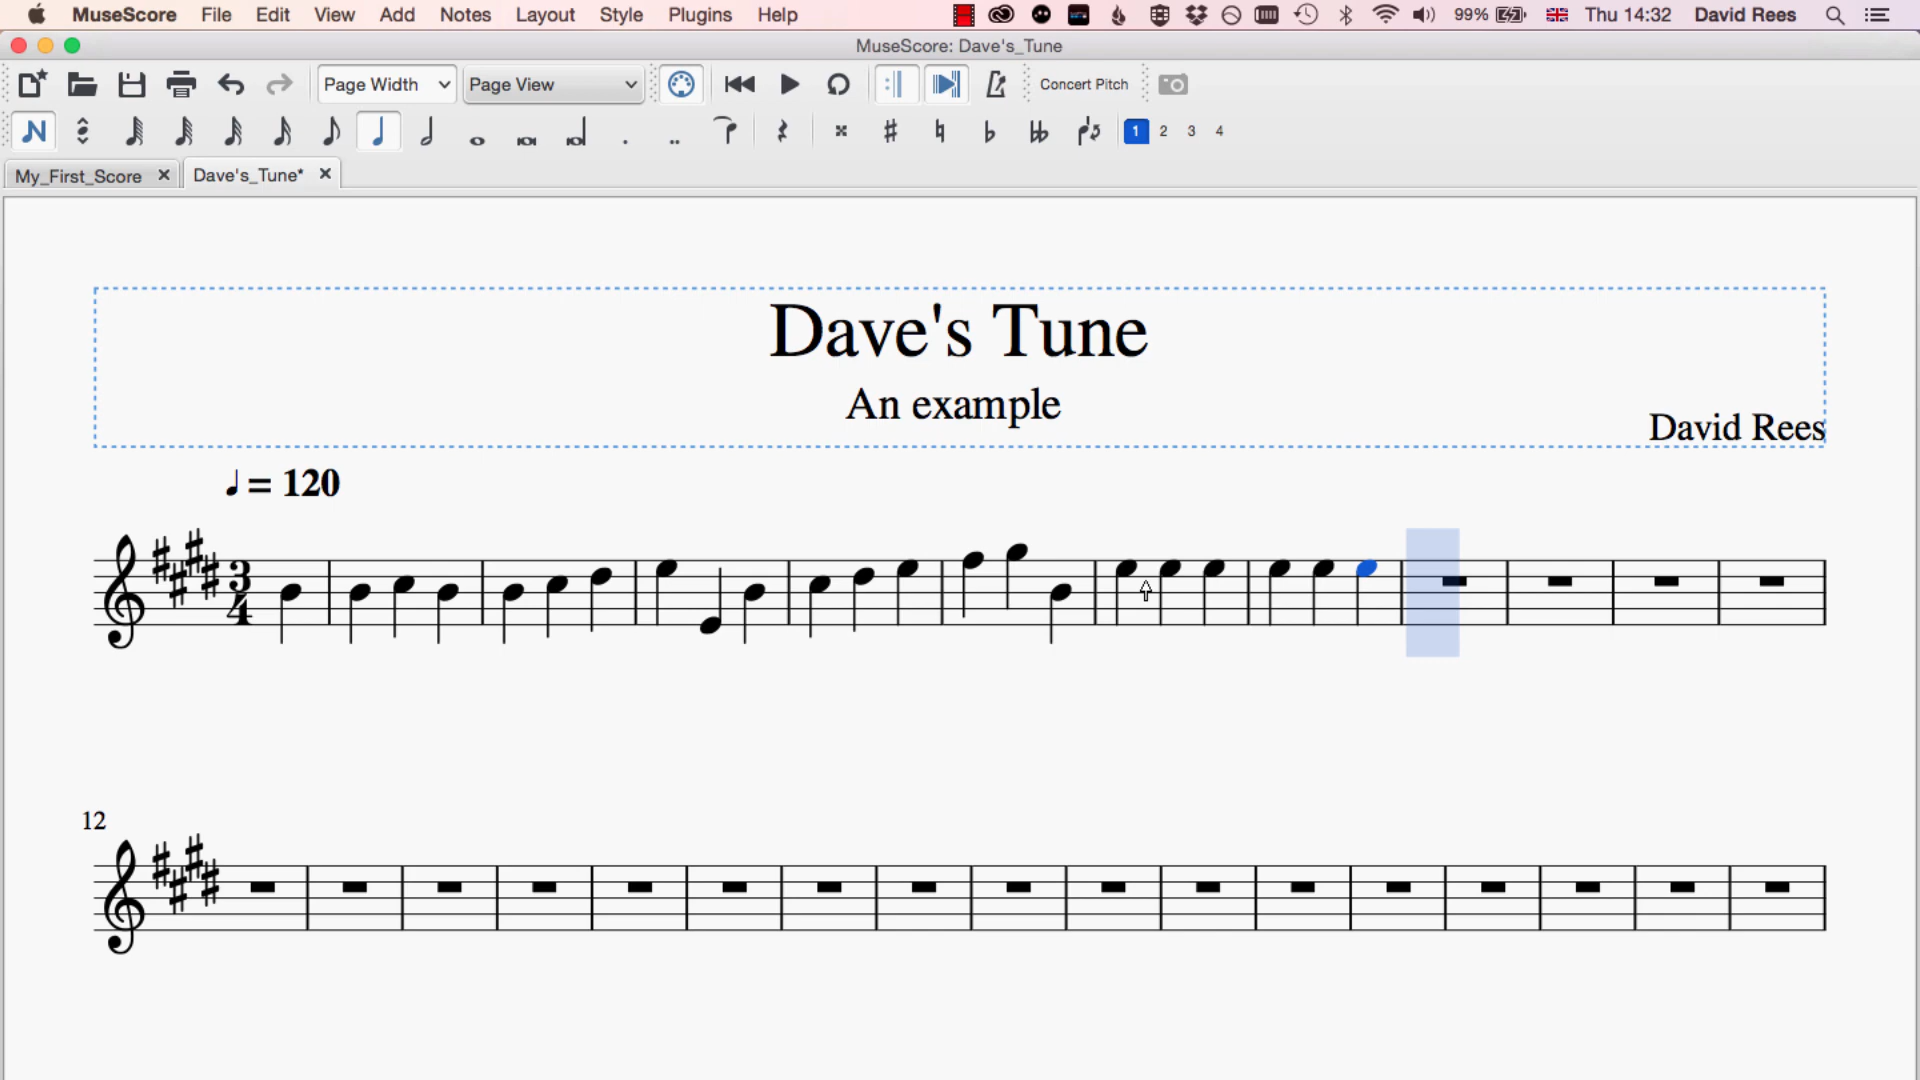 MuseScore File Edit View Add Notes Layout Style Plugins Help 99% Thu 14:32 David Rees
MuseScore: Dave's_Tune
Page Width Page View Concert Pitch
1 2 3 4
My_First_Score Dave's_Tune*
Dave's Tune
An example
David Rees
♩ = 120
3
4
12